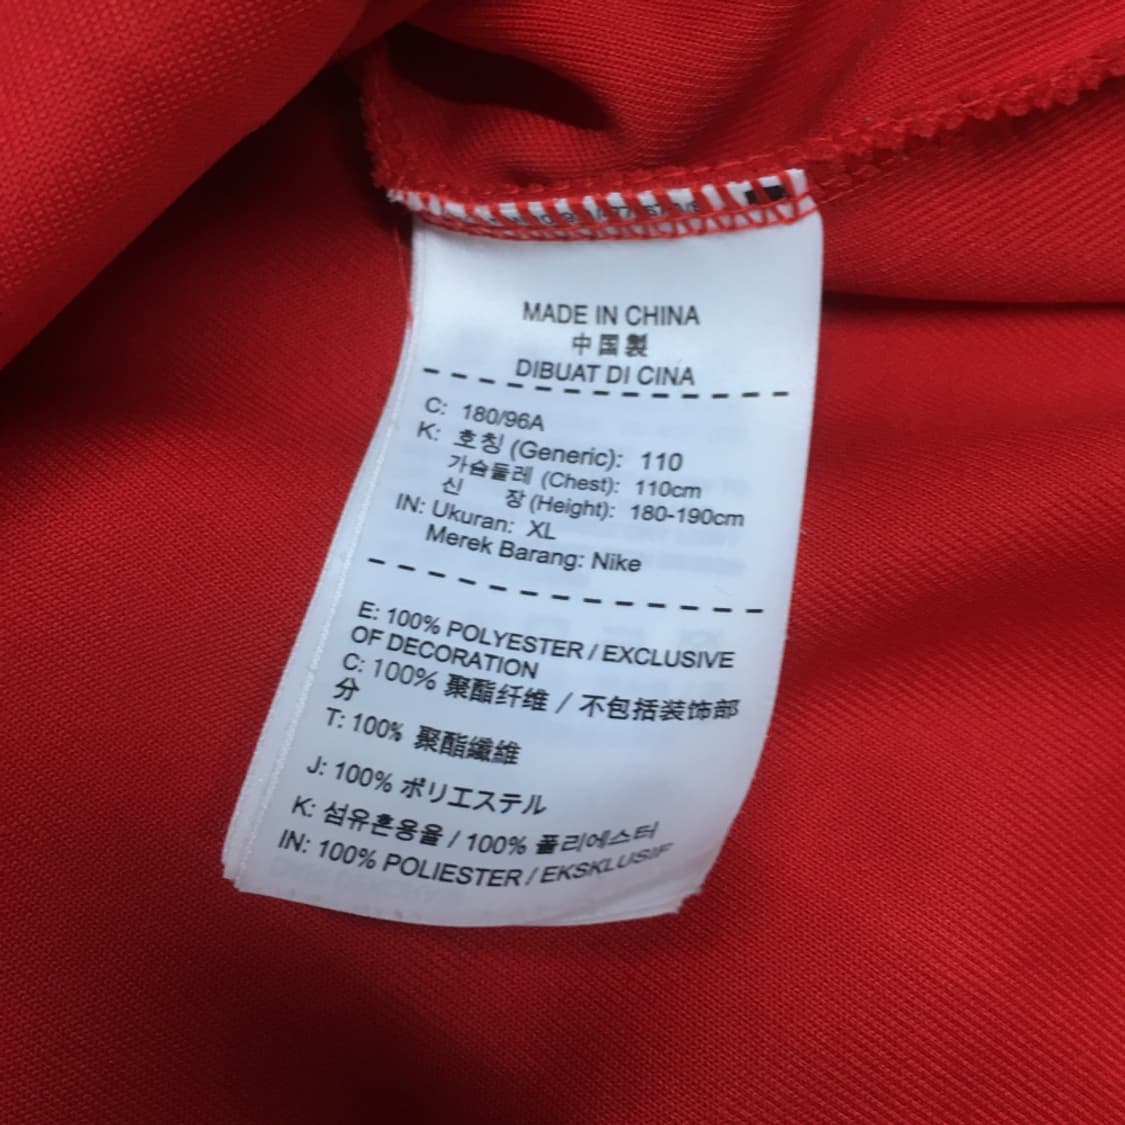 MADE IN CHINA
中国製
DIBUAT DI CINA
C: 180/96A
K: 호칭 (Generic): 110
가슴둘레 (Chest): 110cm
신 장 (Height): 180-190cm
IN: Ukuran: XL
Merek Barang: Nike
E: 100% POLYESTER / EXCLUSIVE
OF DECORATION
C: 100% 聚酯纤维 / 不包括装饰部
分
T: 100% 聚酯纖維
J: 100% ポリエステル
K: 섬유혼용율 / 100% 폴리에스터
IN: 100% POLIESTER / EKSKLUSIF